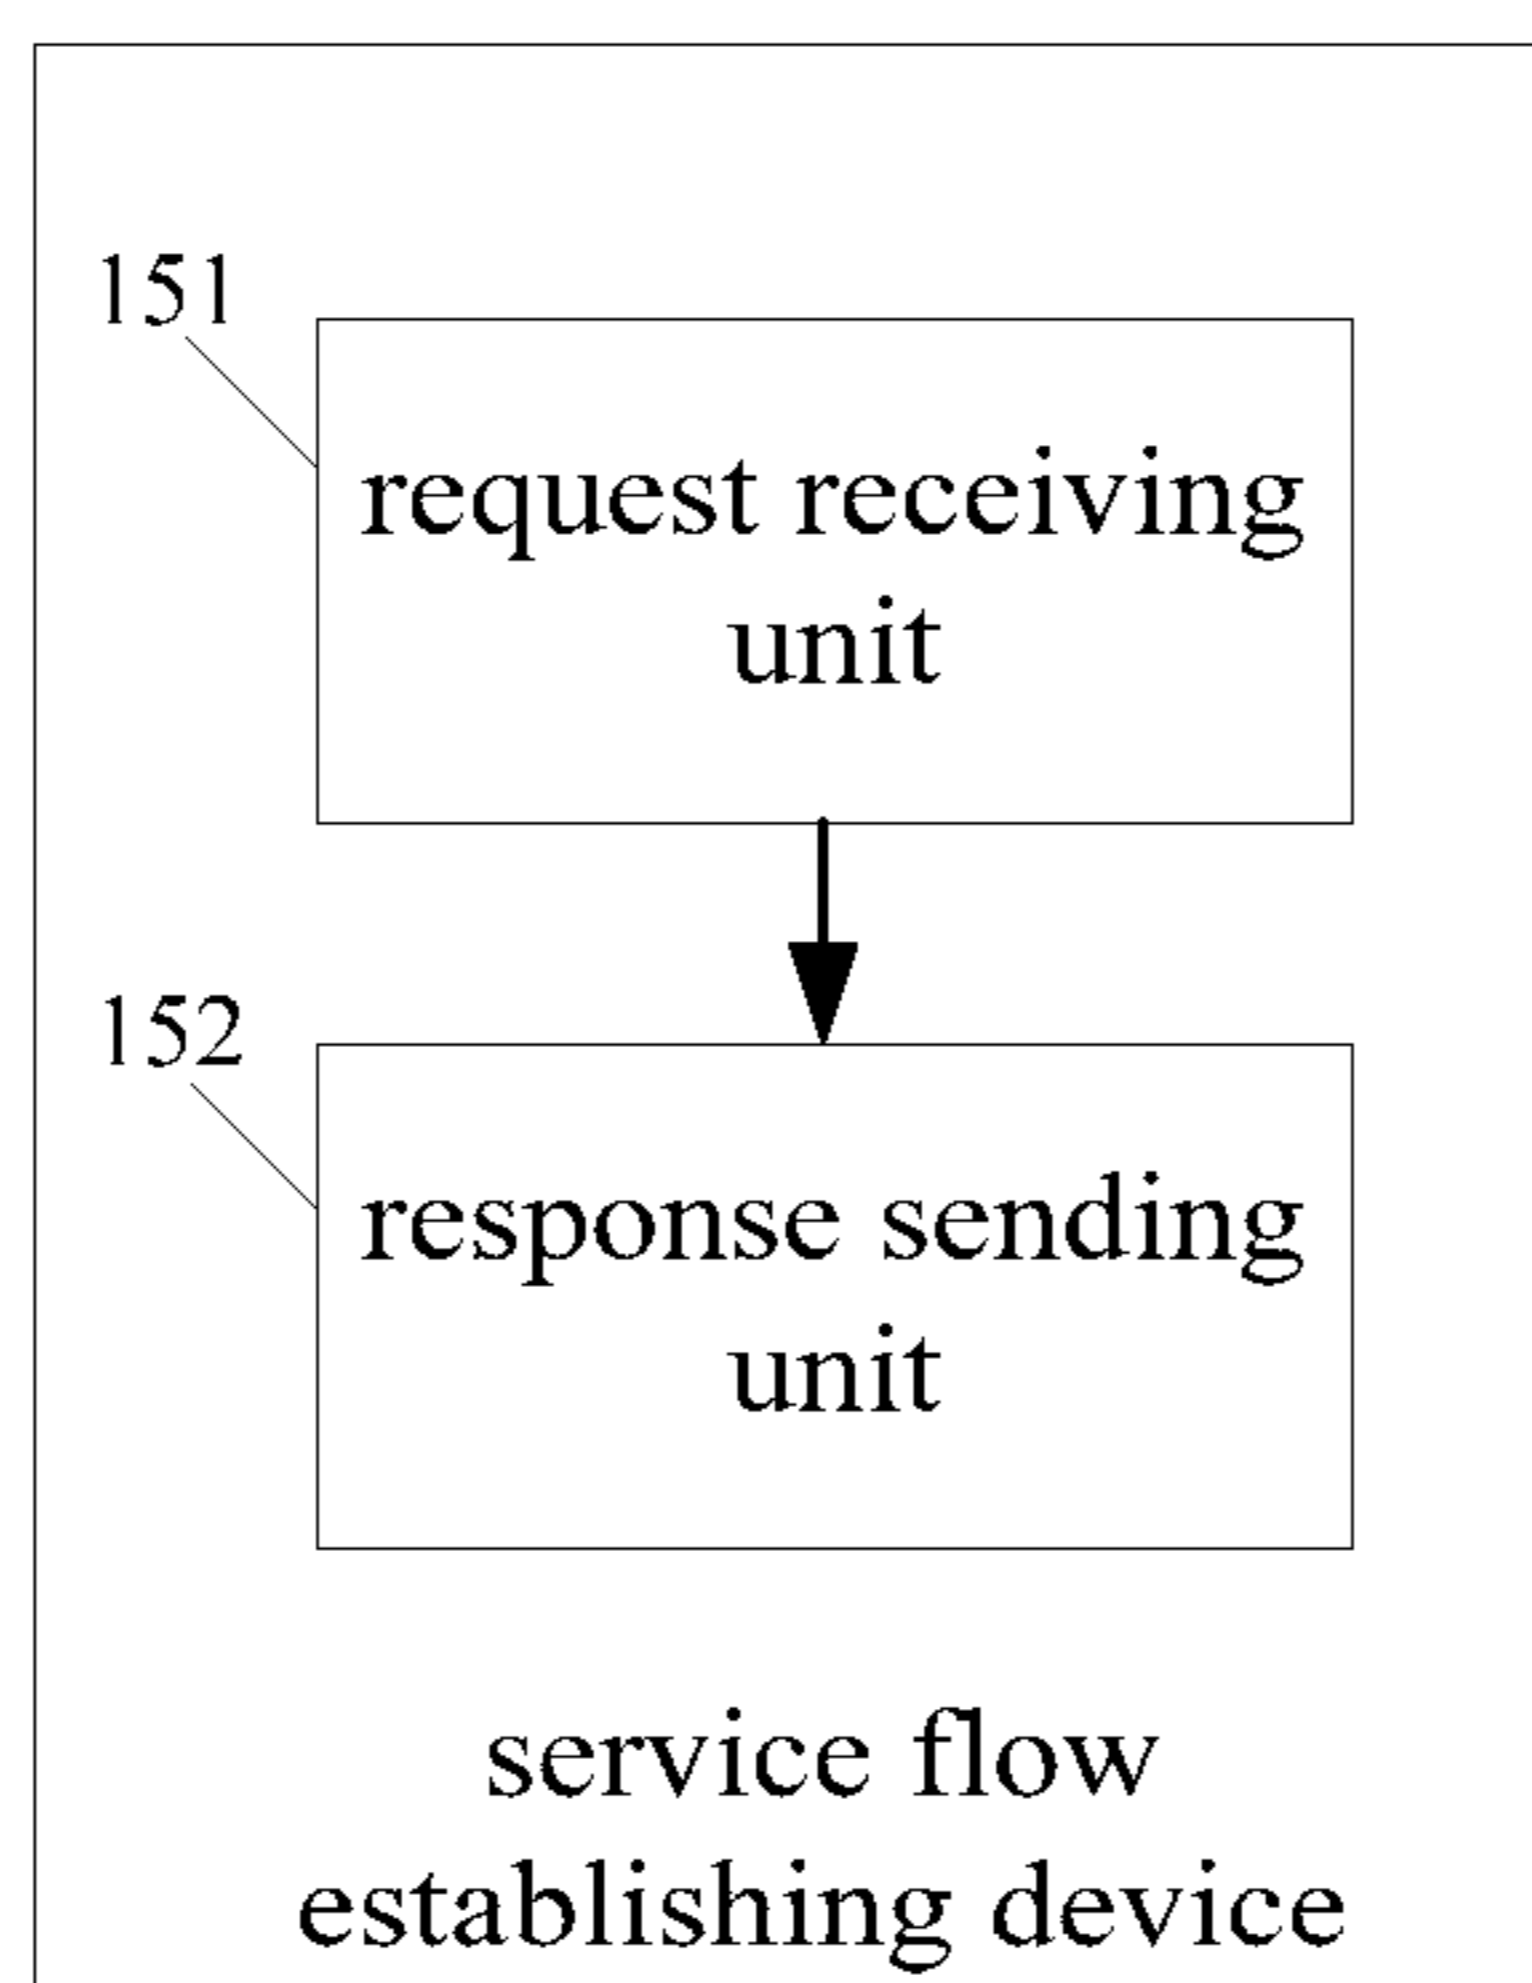 151
request receiving
unit
152
response sending
unit
service flow
establishing device